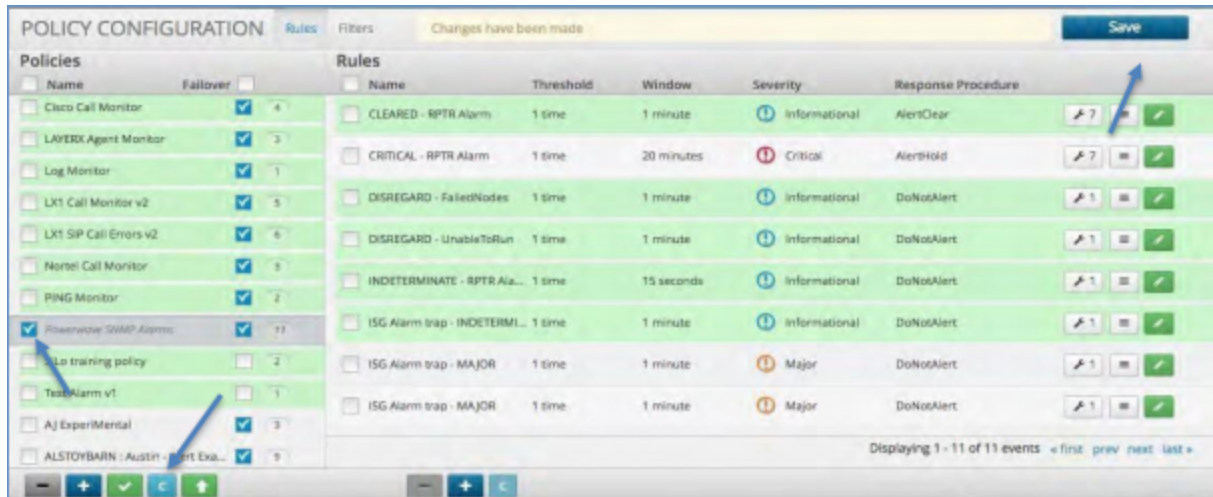 POLICY CONFIGURATION Rules Filters Changes have been made Save
Policies
Name Failover
Cisco Call Monitor 4
LAYERX Agent Monitor 3
Log Monitor 1
LX1 Call Monitor v2 5
LX1 SIP Call Errors v2 6
Nortel Call Monitor 3
PING Monitor 2
Powerwave SNMP Alarms 11
training policy 2
Test Alarm v1 1
AJ ExperiMental 3
ALSTOYBARN : Austin - Exa... 9
C
Rules
Name Threshold Window Severity Response Procedure
CLEARED - RPTR Alarm 1 time 1 minute Informational AlertClear 7
CRITICAL - RPTR Alarm 1 time 20 minutes Critical AlertHold 7
DISREGARD - FailedNodes 1 time 1 minute Informational DoNotAlert 1
DISREGARD - UnableToRun 1 time 1 minute Informational DoNotAlert 1
INDETERMINATE - RPTR Ala... 1 time 15 seconds Informational DoNotAlert 1
ISG Alarm trap - INDETERMI... 1 time 1 minute Informational DoNotAlert 1
ISG Alarm trap - MAJOR 1 time 1 minute Major DoNotAlert 1
ISG Alarm trap - MAJOR 1 time 1 minute Major DoNotAlert 1
Displaying 1 - 11 of 11 events « first prev next last »
C